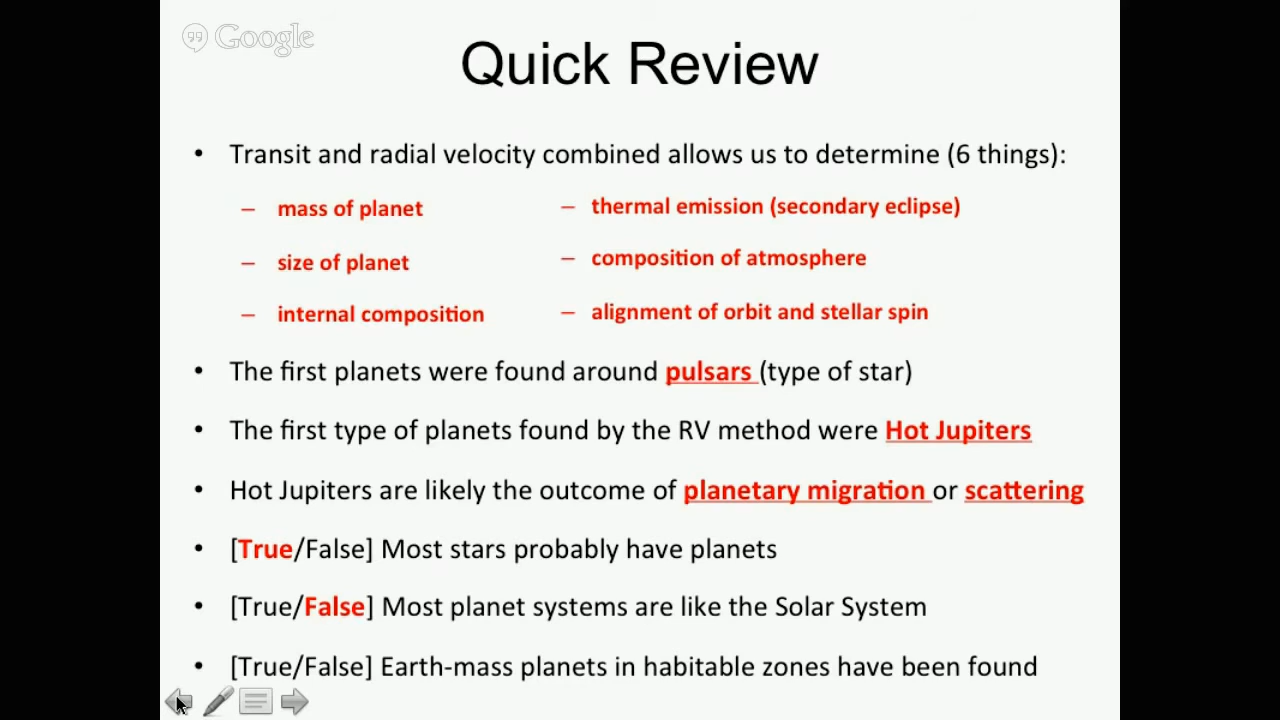 Google
Quick Review
• Transit and radial velocity combined allows us to determine (6 things):
– mass of planet
– size of planet
– internal composition
– thermal emission (secondary eclipse)
– composition of atmosphere
– alignment of orbit and stellar spin
• The first planets were found around pulsars (type of star)
• The first type of planets found by the RV method were Hot Jupiters
• Hot Jupiters are likely the outcome of planetary migration or scattering
• [True/False] Most stars probably have planets
• [True/False] Most planet systems are like the Solar System
• [True/False] Earth-mass planets in habitable zones have been found